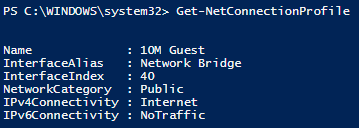 PS C:\WINDOWS\system32> Get-NetConnectionProfile
Name             : 10M Guest
InterfaceAlias   : Network Bridge
InterfaceIndex   : 40
NetworkCategory  : Public
IPv4Connectivity : Internet
IPv6Connectivity : NoTraffic